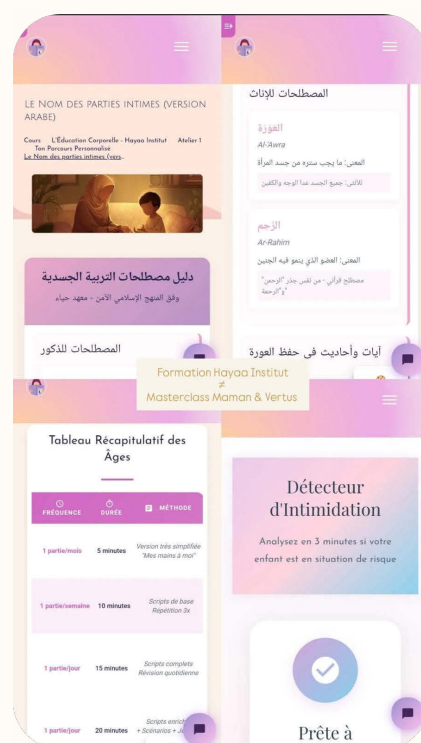 LE NOM DES PARTIES INTIMES (VERSION
ARABE)
Cours L'Éducation Corporelle - Hayaa Institut Atelier 1
Ton Parcours Personnalisé
Le Nom des parties intimes (vers..
دليل مصطلحات التربية الجسدية
وفق المنهج الإسلامي الآمن - معهد حياء
المصطلحات للذكور
المصطلحات للإناث
العَوْرَة
Al-'Awra
المعنى: ما يجب ستره من جسد المرأة
للأنثى: جميع الجسد عدا الوجه والكفين
الرَّحِم
Ar-Rahim
المعنى: العضو الذي ينمو فيه الجنين
مصطلح قرآني - من نفس جذر "الرحمن"
و"الرحمة"
آيات وأحاديث في حفظ العورة
Formation Hayaa Institut
≠
Masterclass Maman & Vertus
Tableau Récapitulatif des
Âges
FRÉQUENCE DURÉE MÉTHODE
1 partie/mois 5 minutes Version très simplifiée
"Mes mains à moi"
1 partie/semaine 10 minutes Scripts de base
Répétition 3x
1 partie/jour 15 minutes Scripts complets
Révision quotidienne
1 partie/jour 20 minutes Scripts
+ Scénarios +
Détecteur
d'Intimidation
Analysez en 3 minutes si votre
enfant est en situation de risque
Prête à